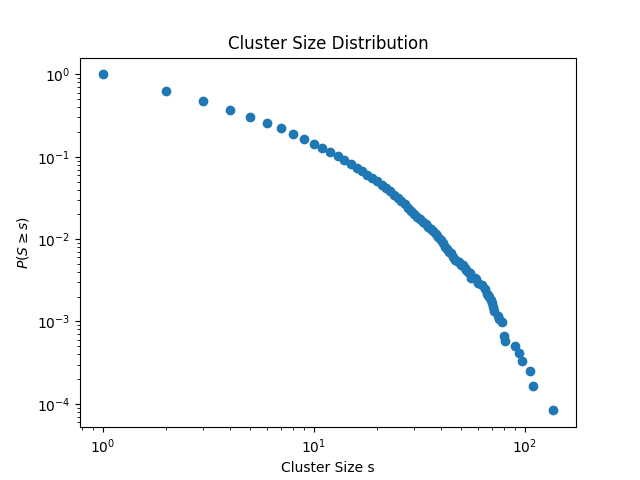 Cluster Size Distribution
10⁰
10⁻¹
10⁻²
10⁻³
10⁻⁴
P(S ≥ s)
10⁰ 10¹ 10²
Cluster Size s